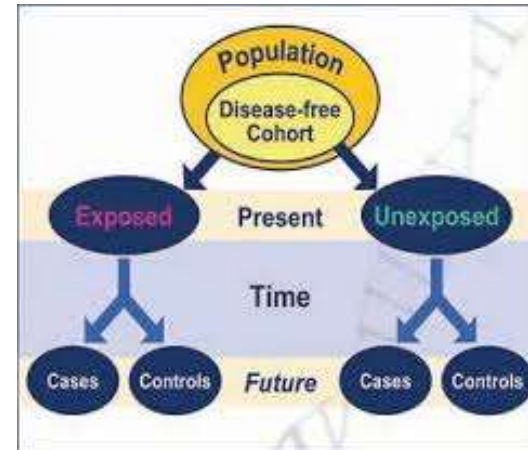 Population
Disease-free
Cohort
Exposed Present Unexposed
Time
Cases Controls Future Cases Controls